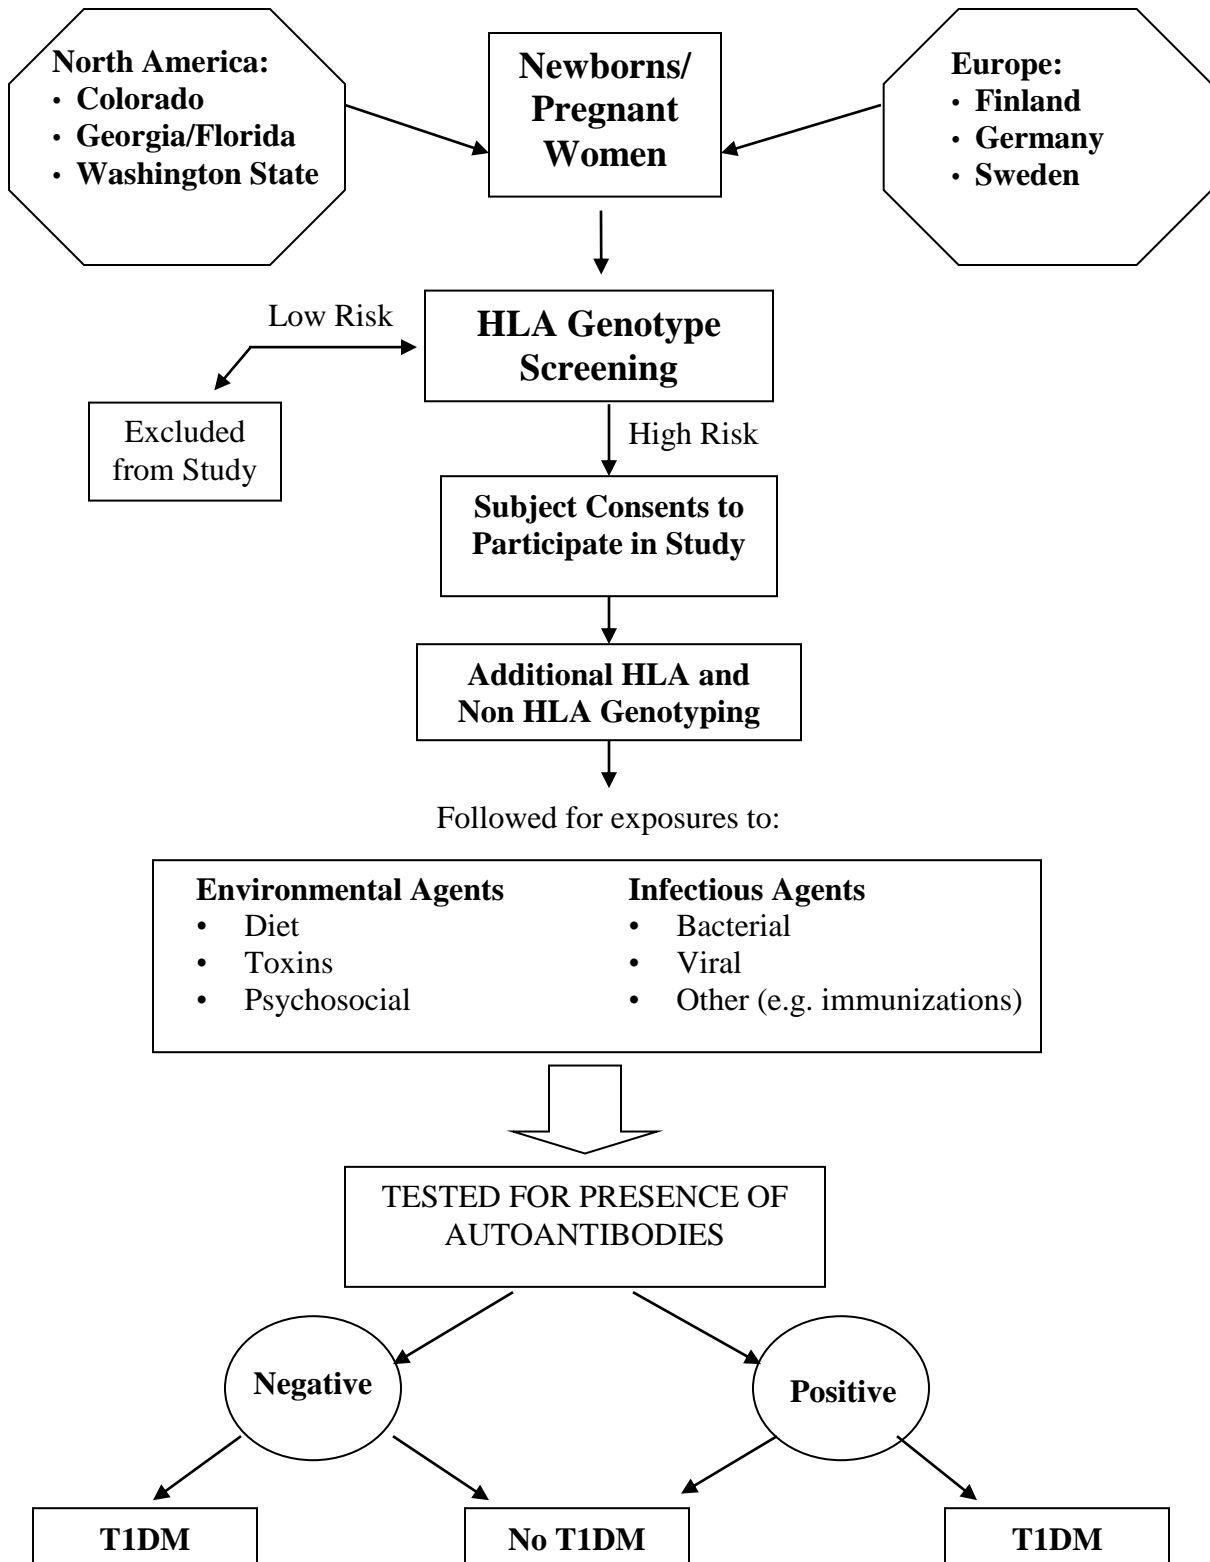 North America:
• Colorado
• Georgia/Florida
• Washington State
Newborns/
Pregnant
Women
Europe:
• Finland
• Germany
• Sweden
Low Risk
HLA Genotype
Screening
Excluded
from Study
High Risk
Subject Consents to
Participate in Study
Additional HLA and
Non HLA Genotyping
Followed for exposures to:
Environmental Agents
• Diet
• Toxins
• Psychosocial
Infectious Agents
• Bacterial
• Viral
• Other (e.g. immunizations)
TESTED FOR PRESENCE OF
AUTOANTIBODIES
Negative
Positive
T1DM
No T1DM
T1DM